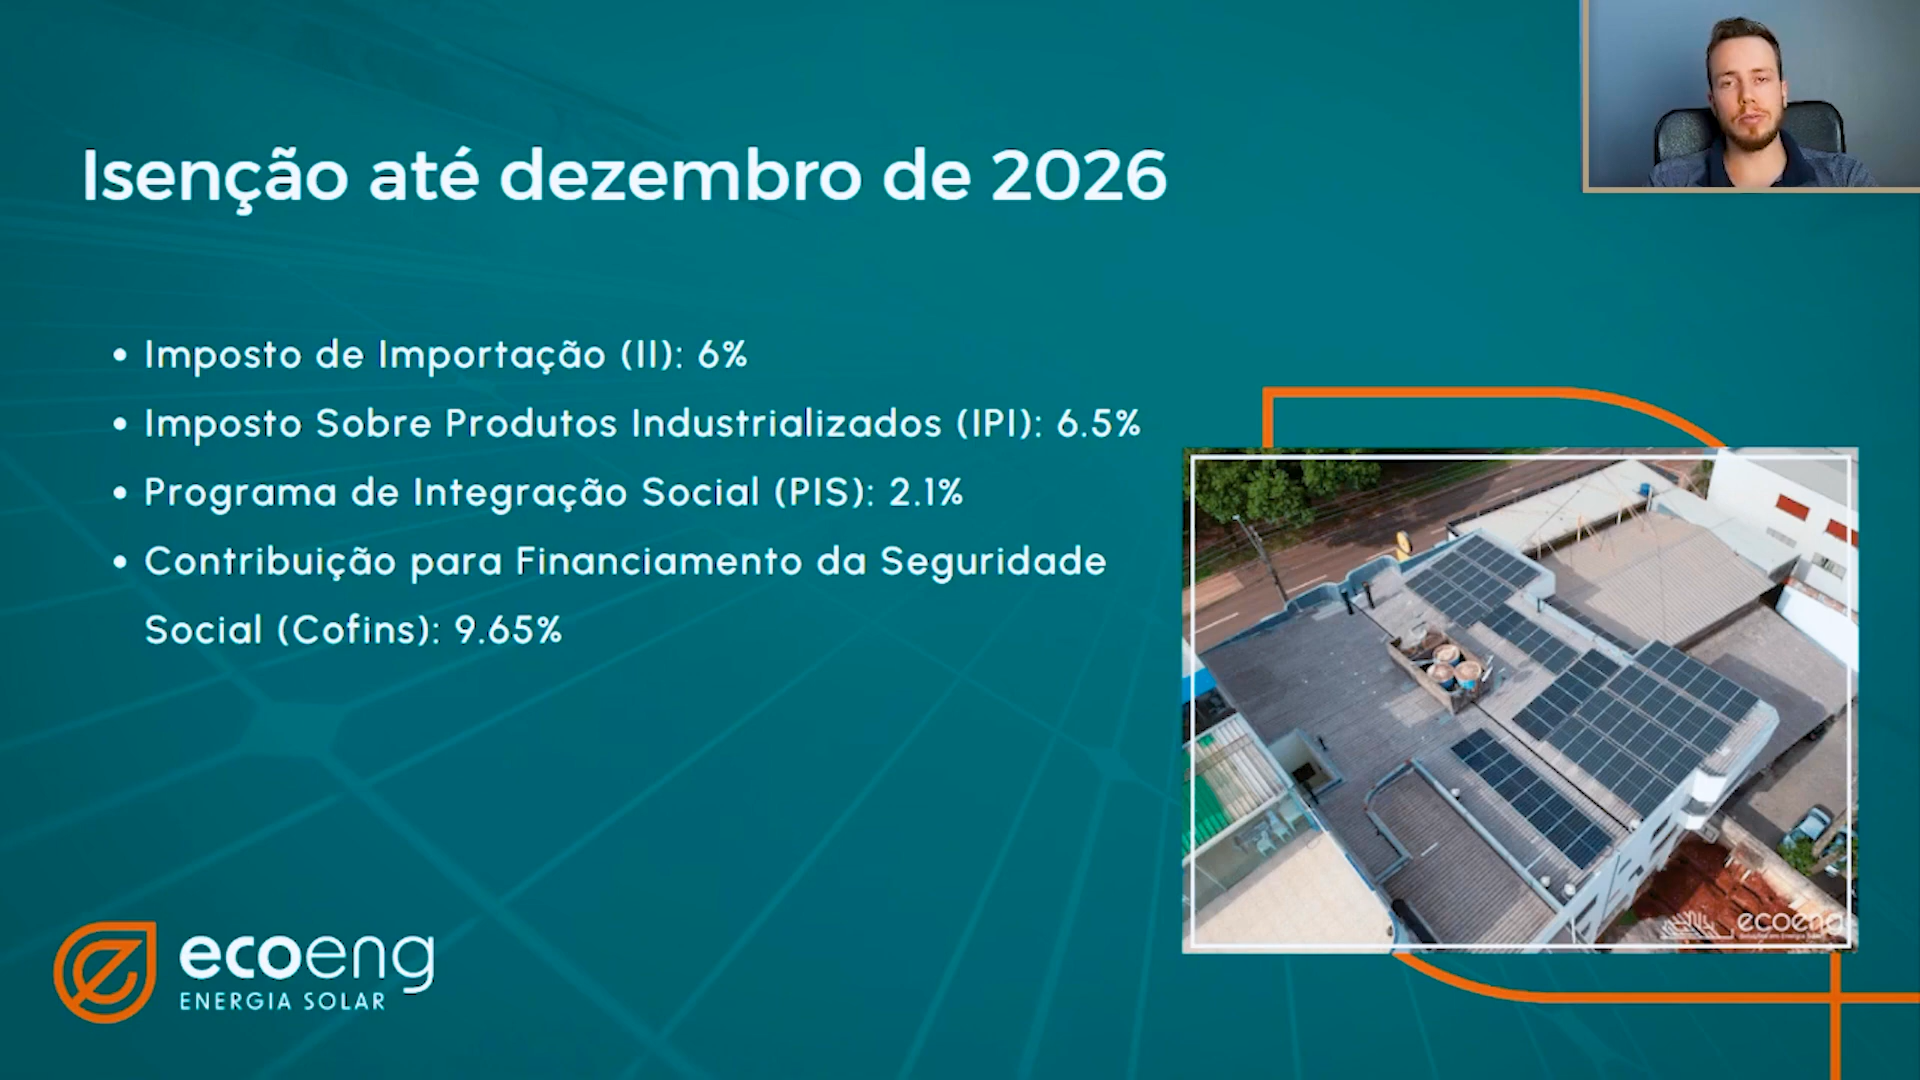 Isenção até dezembro de 2026
• Imposto de Importação (II): 6%
• Imposto Sobre Produtos Industrializados (IPI): 6.5%
• Programa de Integração Social (PIS): 2.1%
• Contribuição para Financiamento da Seguridade
Social (Cofins): 9.65%
ecoeng
ecoeng
ENERGIA SOLAR